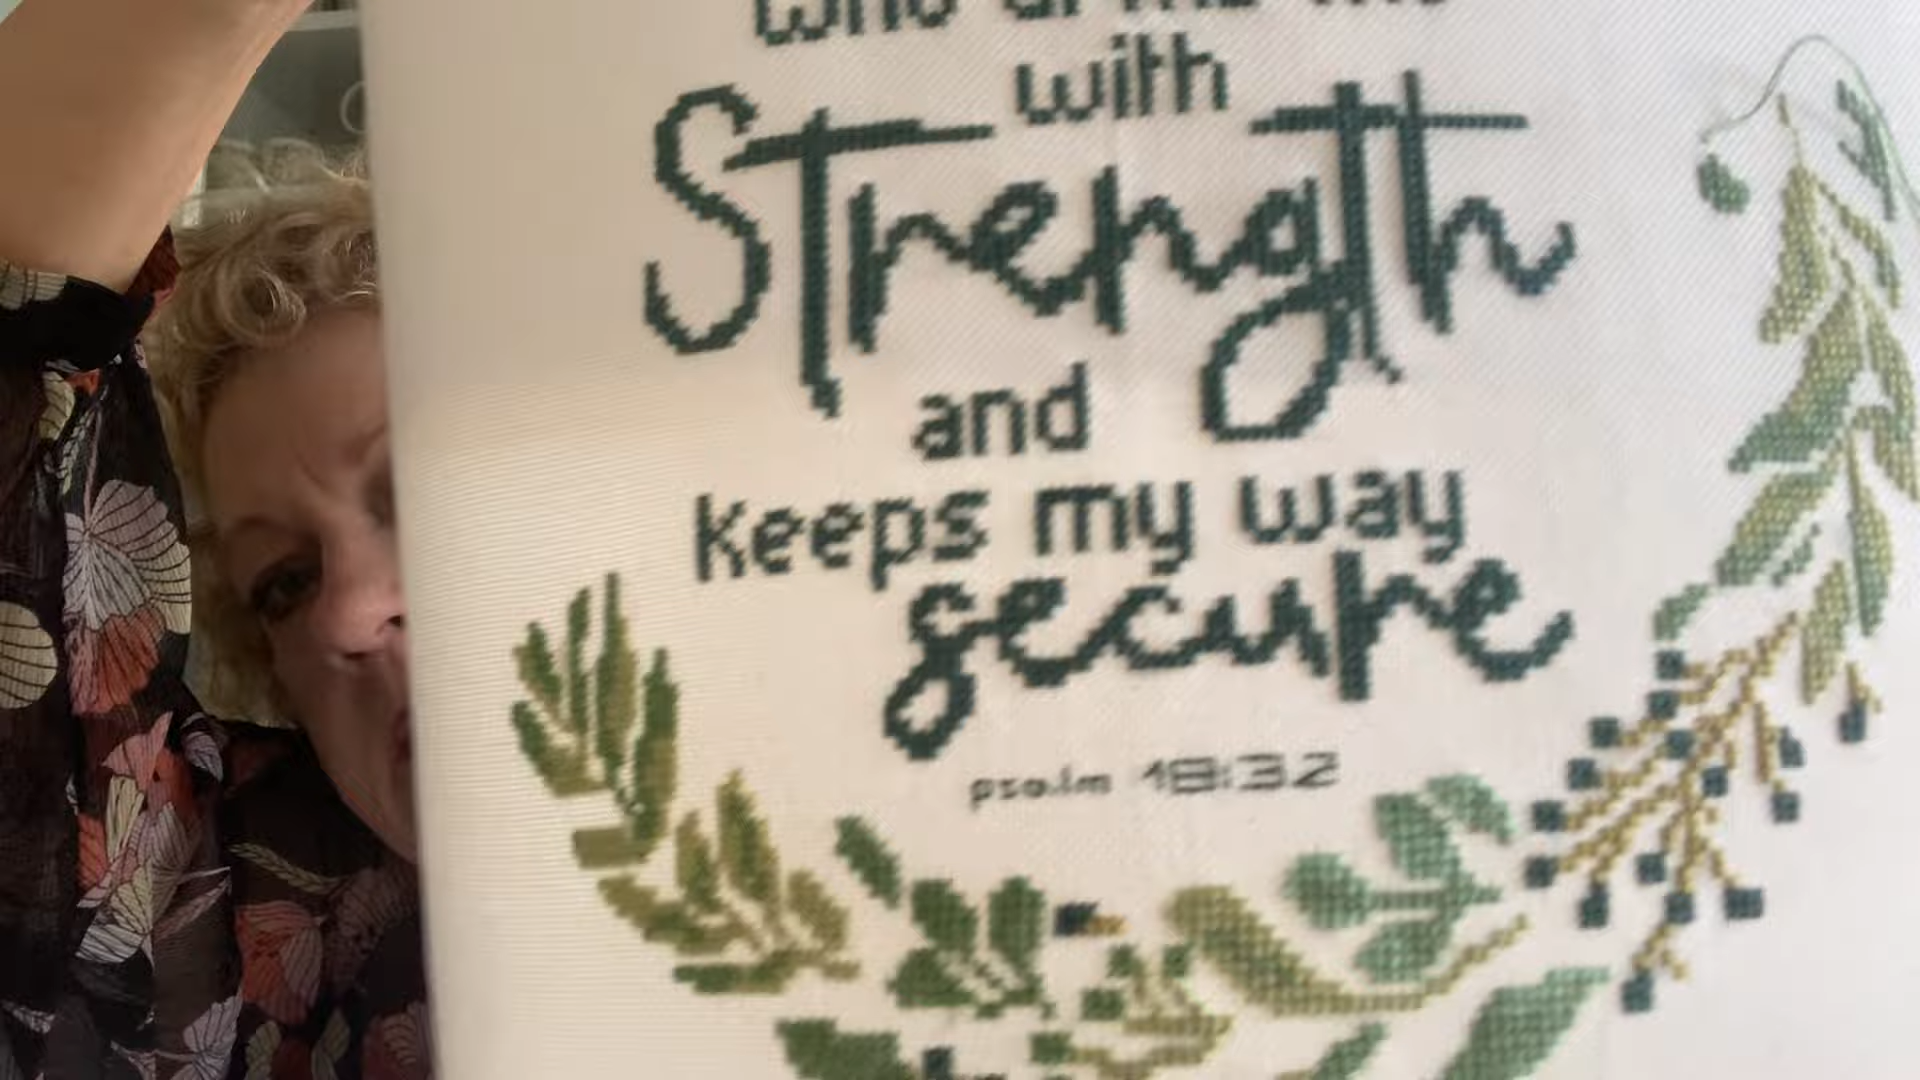 with
Strength
and
keeps my way
secure
psalm 18:32